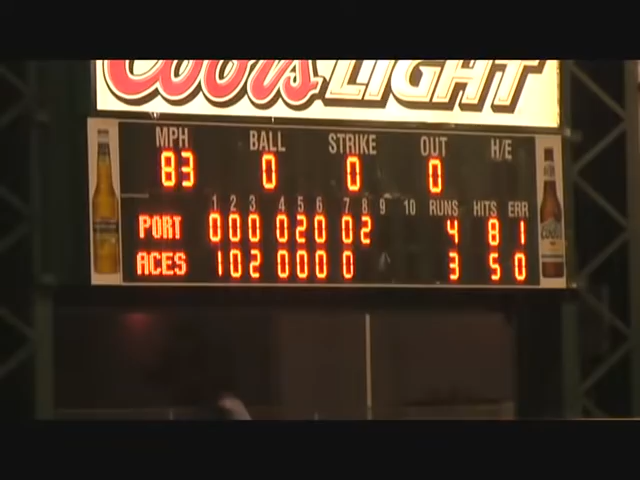 Coors LIGHT
MPH BALL STRIKE OUT H/E
83 0 0 0
1 2 3 4 5 6 7 8 9 10 RUNS HITS ERR
PORT 0 0 0 0 2 0 0 2 4 8 1
ACES 1 0 2 0 0 0 0 3 5 0